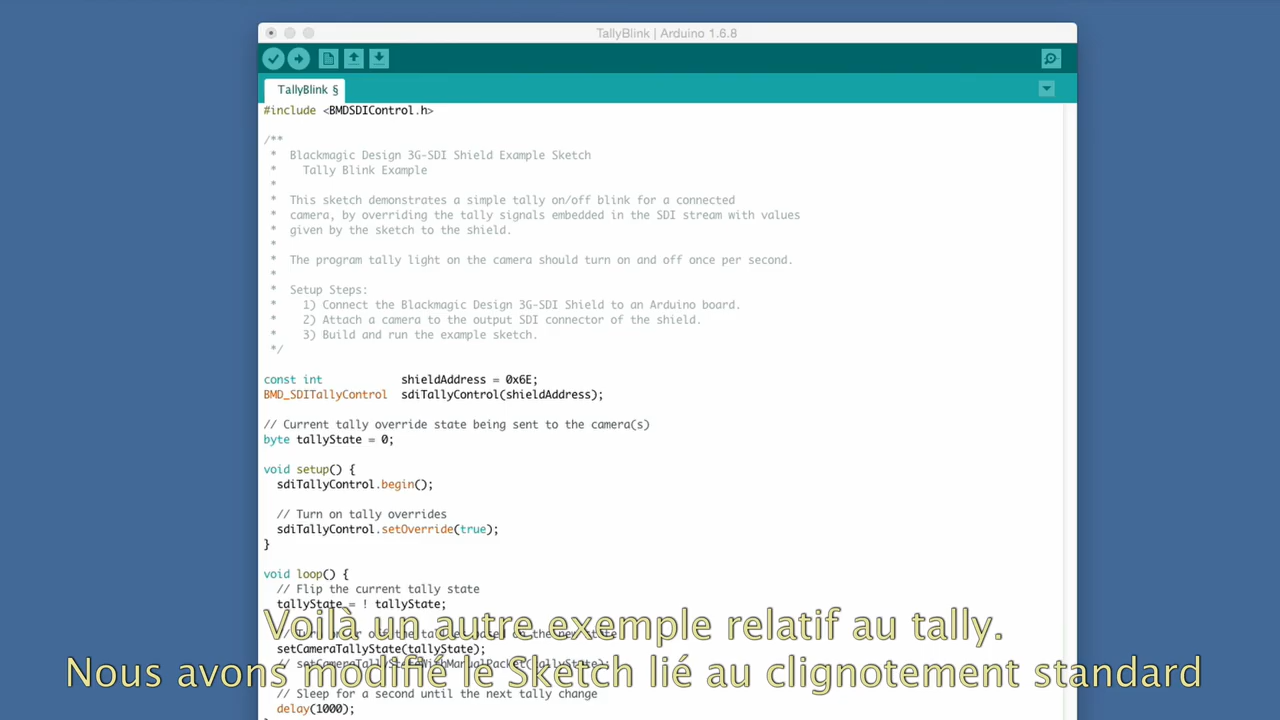 TallyBlink | Arduino 1.6.8
TallyBlink §
#include <BMDSDIControl.h>
/**
* Blackmagic Design 3G-SDI Shield Example Sketch
* Tally Blink Example
*
* This sketch demonstrates a simple tally on/off blink for a connected
* camera, by overriding the tally signals embedded in the SDI stream with values
* given by the sketch to the shield.
*
* The program tally light on the camera should turn on and off once per second.
*
* Setup Steps:
* 1) Connect the Blackmagic Design 3G-SDI Shield to an Arduino board.
* 2) Attach a camera to the output SDI connector of the shield.
* 3) Build and run the example sketch.
*/
const int shieldAddress = 0x6E;
BMD_SDITallyControl sdiTallyControl(shieldAddress);
// Current tally override state being sent to the camera(s)
byte tallyState = 0;
void setup() {
sdiTallyControl.begin();
// Turn on tally overrides
sdiTallyControl.setOverride(true);
}
void loop() {
// Flip the current tally state
tallyState = ! tallyState;
setCameraTallyState(tallyState);
// Sleep for a second until the next tally change
delay(1000);
Voilà un autre exemple relatif au tally.
Nous avons modifié le Sketch lié au clignotement standard